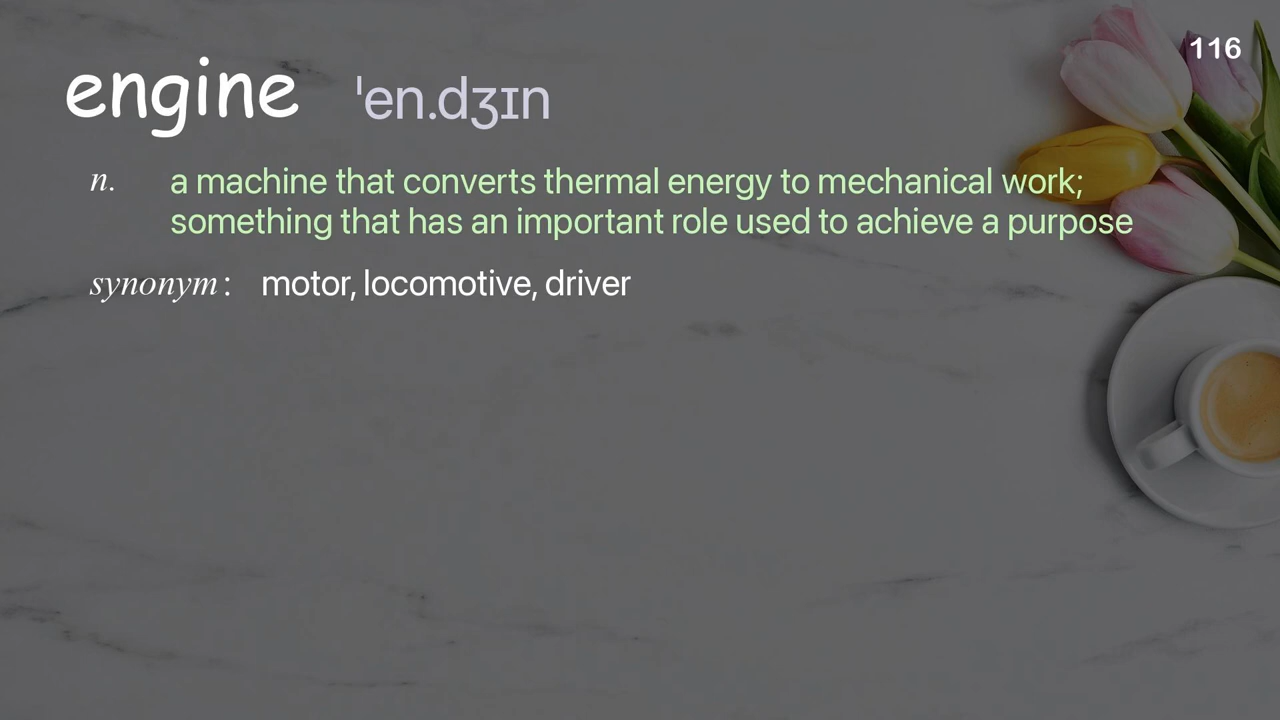 116
engine ˈen.dʒɪn
n. a machine that converts thermal energy to mechanical work;
something that has an important role used to achieve a purpose
synonym : motor, locomotive, driver